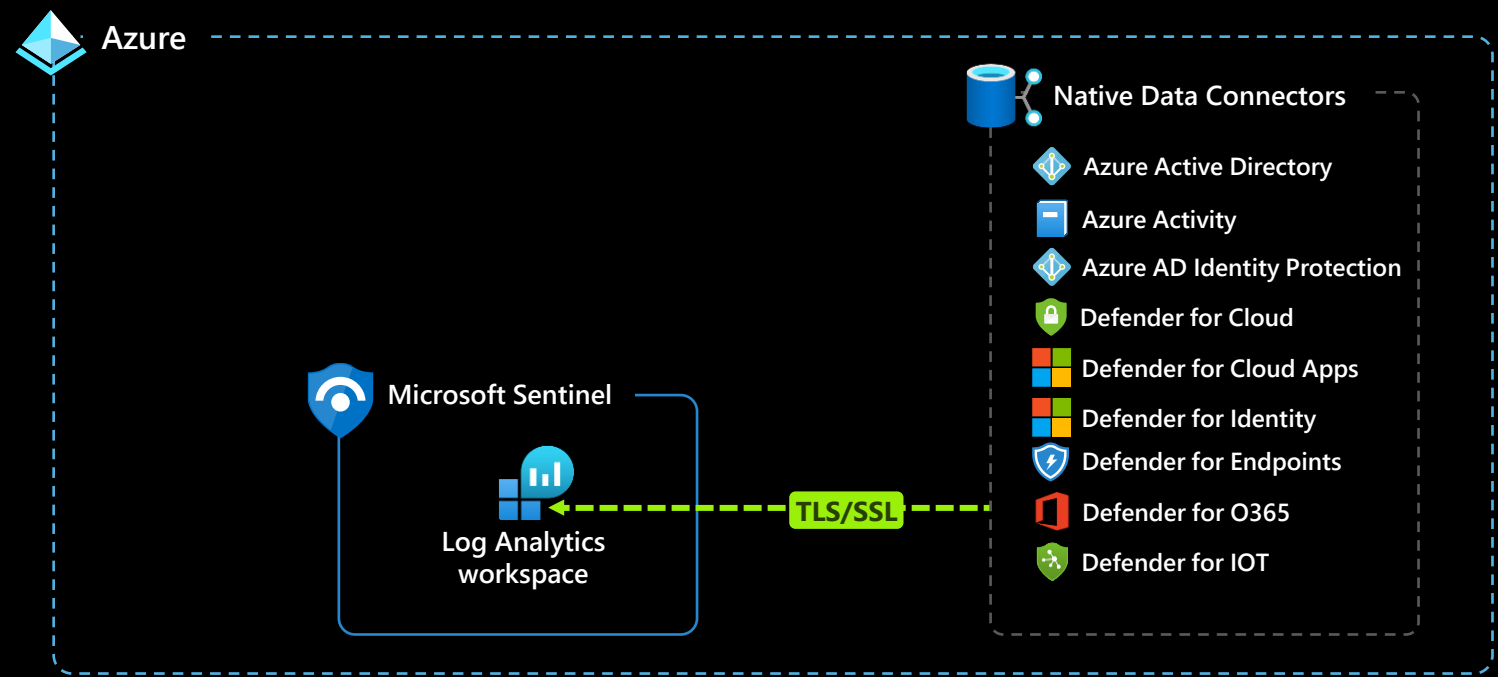 Azure
Native Data Connectors
Azure Active Directory
Azure Activity
Azure AD Identity Protection
Defender for Cloud
Defender for Cloud Apps
Defender for Identity
Defender for Endpoints
Defender for O365
Defender for IOT
Microsoft Sentinel
TLS/SSL
Log Analytics
workspace